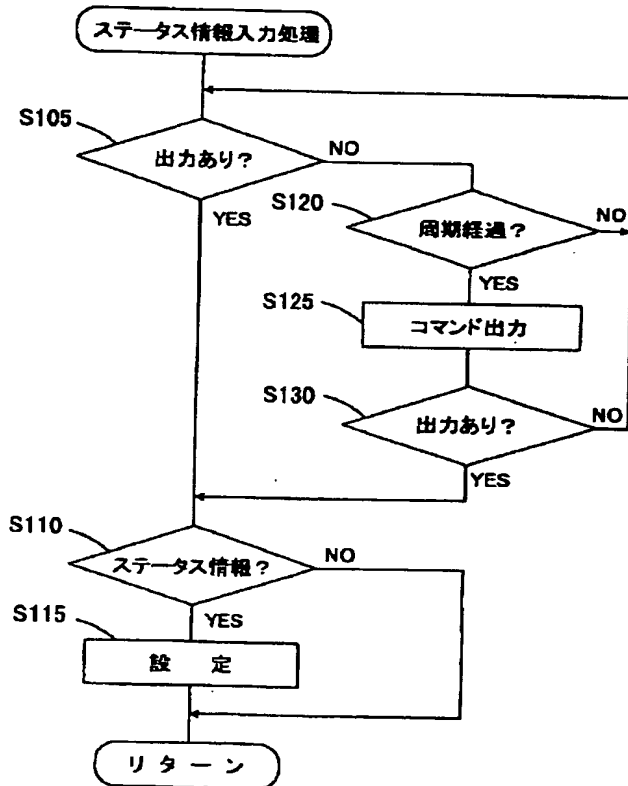 ステータス情報入力処理
S105
出力あり？
NO
YES
S120
周期経過？
NO
YES
S125
コマンド出力
S130
出力あり？
NO
YES
S110
ステータス情報？
NO
YES
S115
設 定
リターン